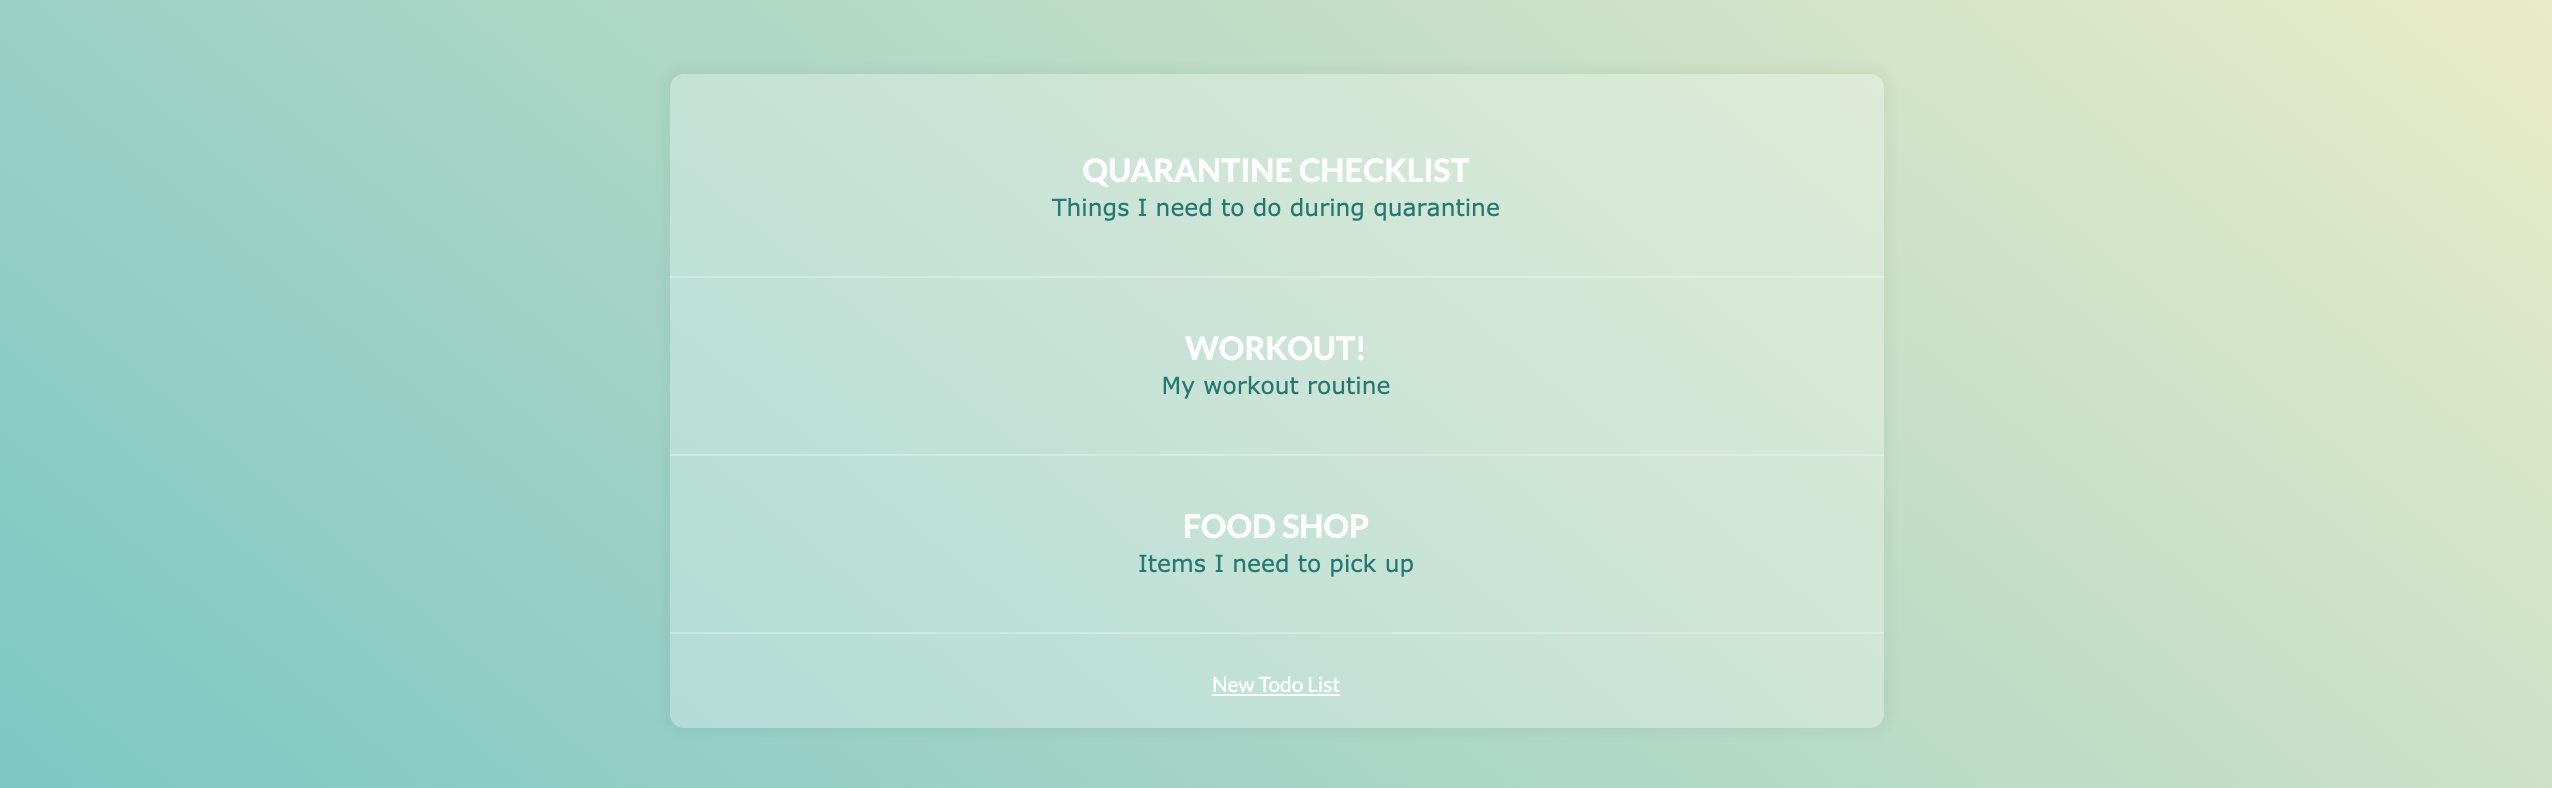 QUARANTINE CHECKLIST
Things I need to do during quarantine
WORKOUT!
My workout routine
FOOD SHOP
Items I need to pick up
New Todo List